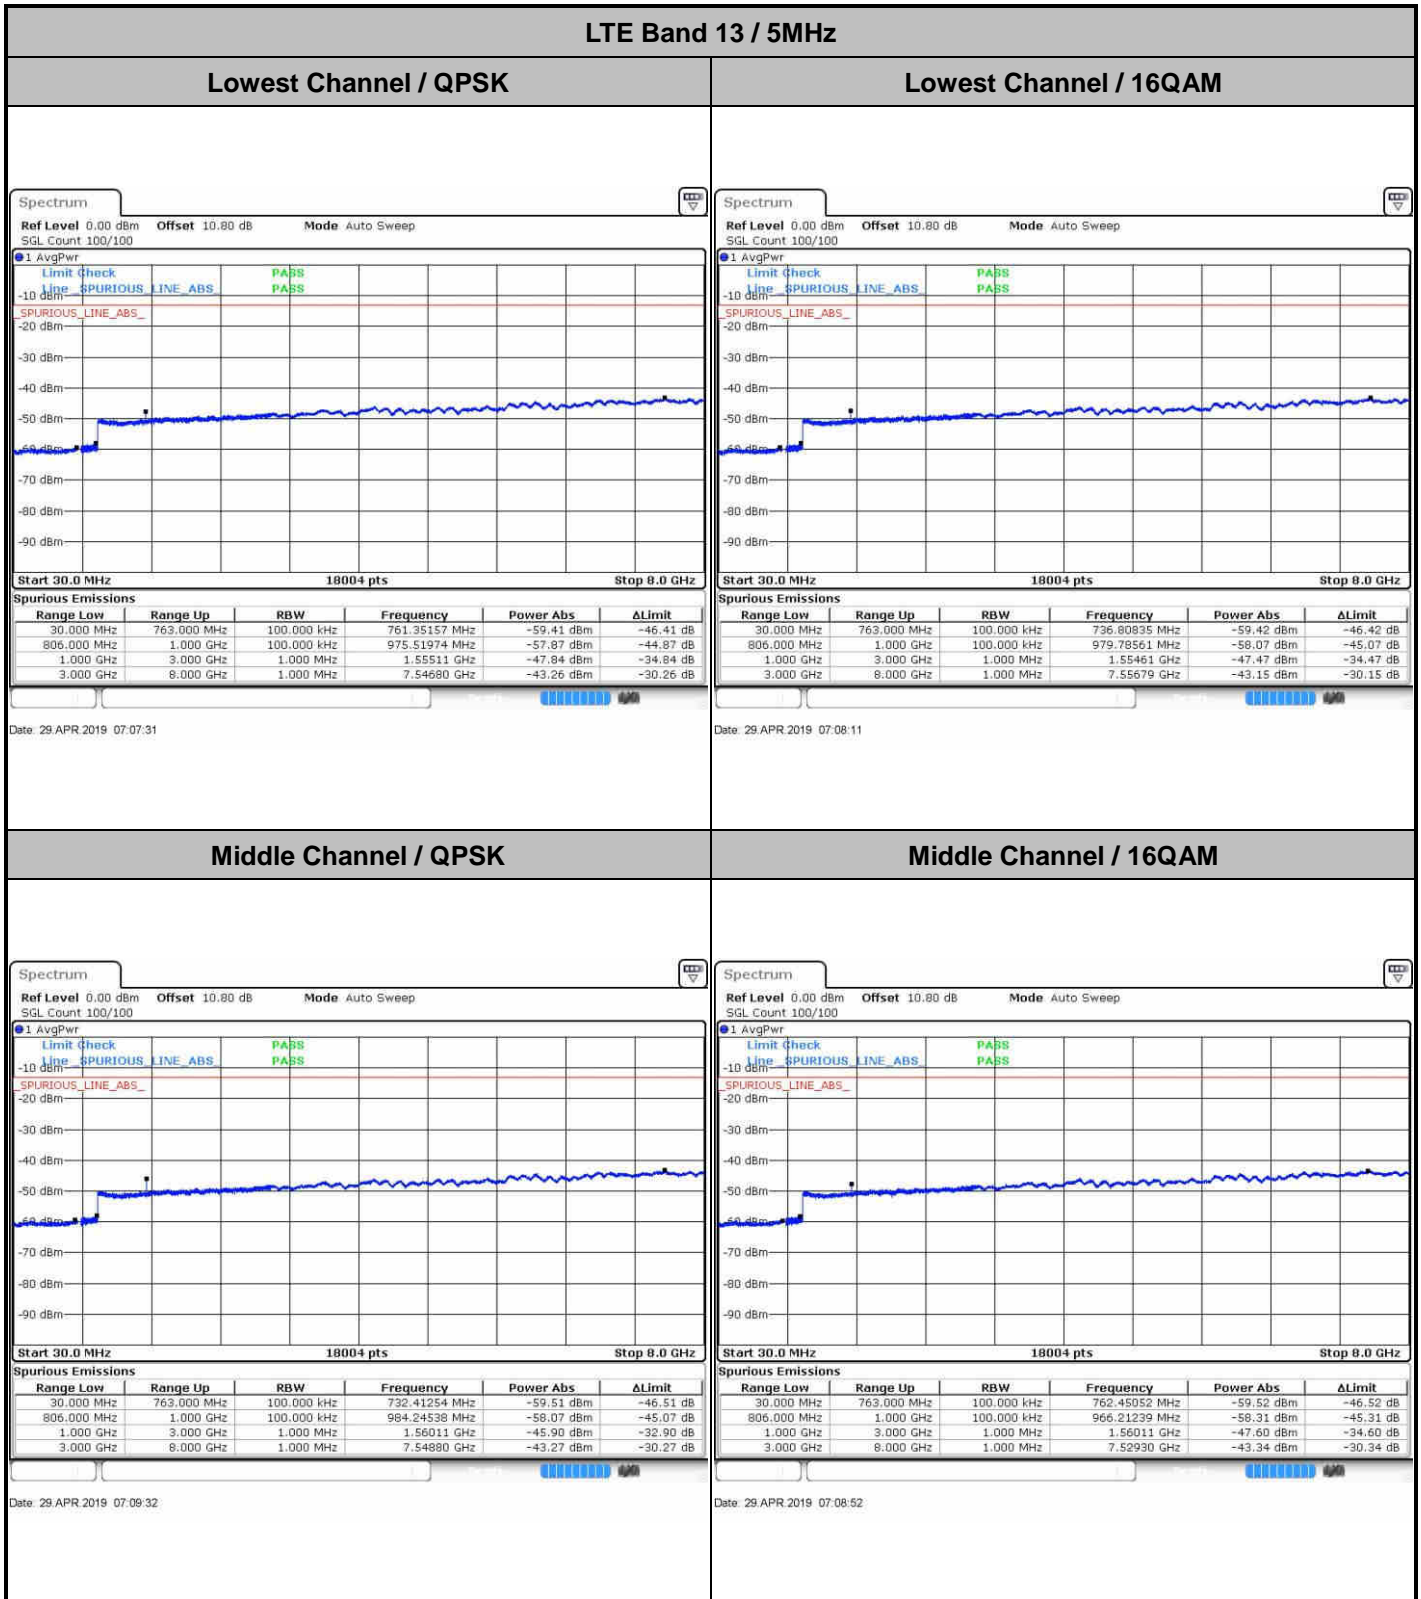 LTE Band 13 / 5MHz
Lowest Channel / QPSK
Lowest Channel / 16QAM
Spectrum
Ref Level 0.00 dBm Offset 10.80 dB Mode Auto Sweep
SGL Count 100/100
1 AvgPwr
Limit Check PASS
Line _SPURIOUS_LINE_ABS_ PASS
-10 dBm
_SPURIOUS_LINE_ABS_
-20 dBm
-30 dBm
-40 dBm
-50 dBm
-60 dBm
-70 dBm
-80 dBm
-90 dBm
Start 30.0 MHz 18004 pts Stop 8.0 GHz
Spurious Emissions
Range Low Range Up RBW Frequency Power Abs ΔLimit
30.000 MHz 763.000 MHz 100.000 kHz 761.35157 MHz -59.41 dBm -46.41 dB
806.000 MHz 1.000 GHz 100.000 kHz 975.51974 MHz -57.87 dBm -44.87 dB
1.000 GHz 3.000 GHz 1.000 MHz 1.55511 GHz -47.84 dBm -34.84 dB
3.000 GHz 8.000 GHz 1.000 MHz 7.54680 GHz -43.26 dBm -30.26 dB
Date: 29.APR.2019 07:07:31
Spectrum
Ref Level 0.00 dBm Offset 10.80 dB Mode Auto Sweep
SGL Count 100/100
1 AvgPwr
Limit Check PASS
Line _SPURIOUS_LINE_ABS_ PASS
-10 dBm
_SPURIOUS_LINE_ABS_
-20 dBm
-30 dBm
-40 dBm
-50 dBm
-60 dBm
-70 dBm
-80 dBm
-90 dBm
Start 30.0 MHz 18004 pts Stop 8.0 GHz
Spurious Emissions
Range Low Range Up RBW Frequency Power Abs ΔLimit
30.000 MHz 763.000 MHz 100.000 kHz 736.80835 MHz -59.42 dBm -46.42 dB
806.000 MHz 1.000 GHz 100.000 kHz 979.78561 MHz -58.07 dBm -45.07 dB
1.000 GHz 3.000 GHz 1.000 MHz 1.55461 GHz -47.47 dBm -34.47 dB
3.000 GHz 8.000 GHz 1.000 MHz 7.55679 GHz -43.15 dBm -30.15 dB
Date: 29.APR.2019 07:08:11
Middle Channel / QPSK
Middle Channel / 16QAM
Spectrum
Ref Level 0.00 dBm Offset 10.80 dB Mode Auto Sweep
SGL Count 100/100
1 AvgPwr
Limit Check PASS
Line _SPURIOUS_LINE_ABS_ PASS
-10 dBm
_SPURIOUS_LINE_ABS_
-20 dBm
-30 dBm
-40 dBm
-50 dBm
-60 dBm
-70 dBm
-80 dBm
-90 dBm
Start 30.0 MHz 18004 pts Stop 8.0 GHz
Spurious Emissions
Range Low Range Up RBW Frequency Power Abs ΔLimit
30.000 MHz 763.000 MHz 100.000 kHz 732.41254 MHz -59.51 dBm -46.51 dB
806.000 MHz 1.000 GHz 100.000 kHz 984.24538 MHz -58.07 dBm -45.07 dB
1.000 GHz 3.000 GHz 1.000 MHz 1.56011 GHz -45.90 dBm -32.90 dB
3.000 GHz 8.000 GHz 1.000 MHz 7.54880 GHz -43.27 dBm -30.27 dB
Date: 29.APR.2019 07:09:32
Spectrum
Ref Level 0.00 dBm Offset 10.80 dB Mode Auto Sweep
SGL Count 100/100
1 AvgPwr
Limit Check PASS
Line _SPURIOUS_LINE_ABS_ PASS
-10 dBm
_SPURIOUS_LINE_ABS_
-20 dBm
-30 dBm
-40 dBm
-50 dBm
-60 dBm
-70 dBm
-80 dBm
-90 dBm
Start 30.0 MHz 18004 pts Stop 8.0 GHz
Spurious Emissions
Range Low Range Up RBW Frequency Power Abs ΔLimit
30.000 MHz 763.000 MHz 100.000 kHz 762.45052 MHz -59.52 dBm -46.52 dB
806.000 MHz 1.000 GHz 100.000 kHz 966.21239 MHz -58.31 dBm -45.31 dB
1.000 GHz 3.000 GHz 1.000 MHz 1.56011 GHz -47.60 dBm -34.60 dB
3.000 GHz 8.000 GHz 1.000 MHz 7.52930 GHz -43.34 dBm -30.34 dB
Date: 29.APR.2019 07:08:52